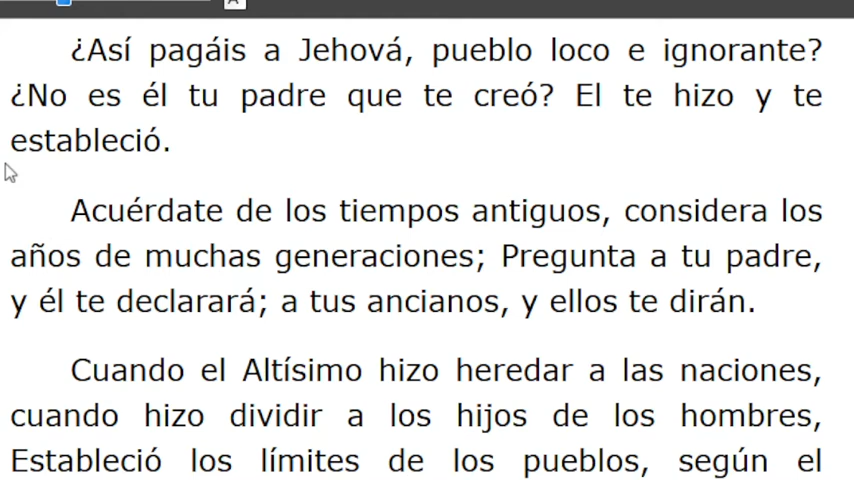 ¿Así pagáis a Jehová, pueblo loco e ignorante?
¿No es él tu padre que te creó? El te hizo y te
estableció.
Acuérdate de los tiempos antiguos, considera los
años de muchas generaciones; Pregunta a tu padre,
y él te declarará; a tus ancianos, y ellos te dirán.
Cuando el Altísimo hizo heredar a las naciones,
cuando hizo dividir a los hijos de los hombres,
Estableció los límites de los pueblos, según el